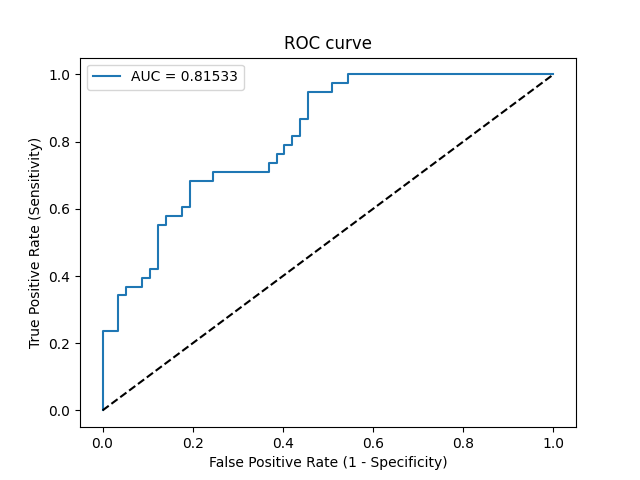 ROC curve
AUC = 0.81533
1.0
0.8
0.6
0.4
0.2
0.0
True Positive Rate (Sensitivity)
0.0 0.2 0.4 0.6 0.8 1.0
False Positive Rate (1 - Specificity)